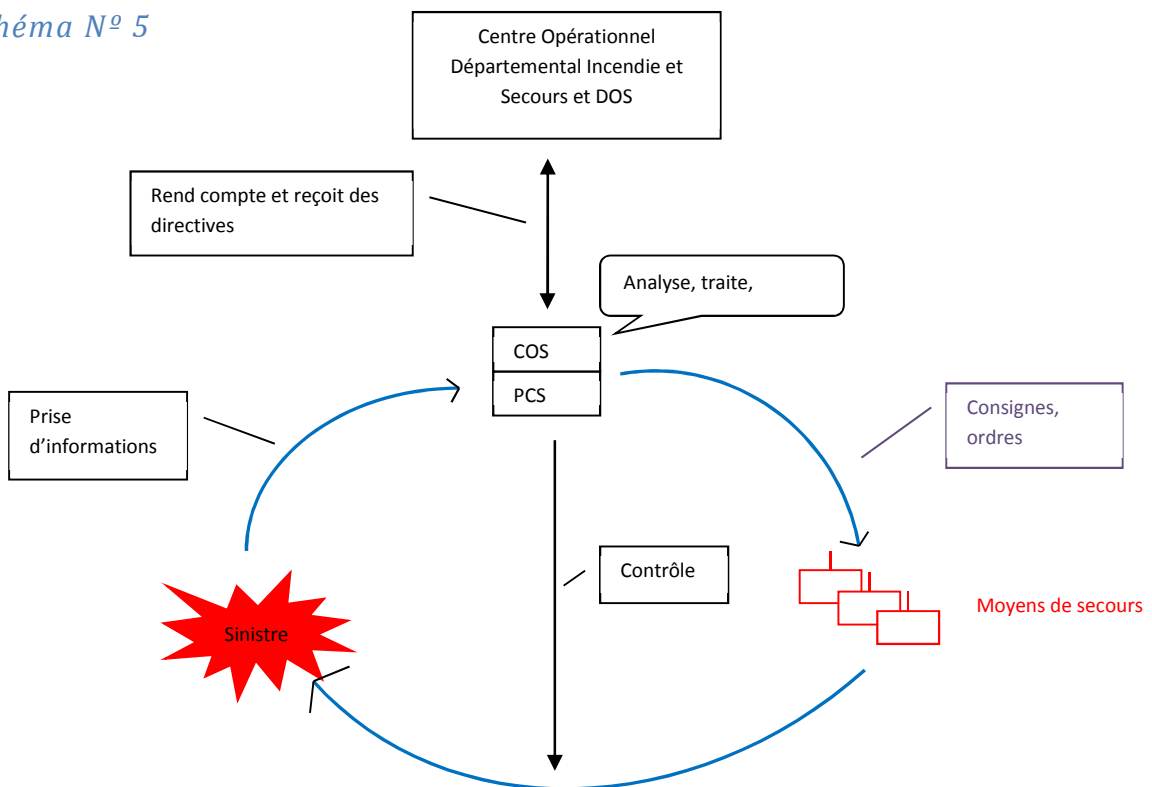 héma Nº 5
Centre Opérationnel
Départemental Incendie et
Secours et DOS
Rend compte et reçoit des
directives
Analyse, traite,
COS
PCS
Prise
d’informations
Consignes,
ordres
Contrôle
Sinistre
Moyens de secours